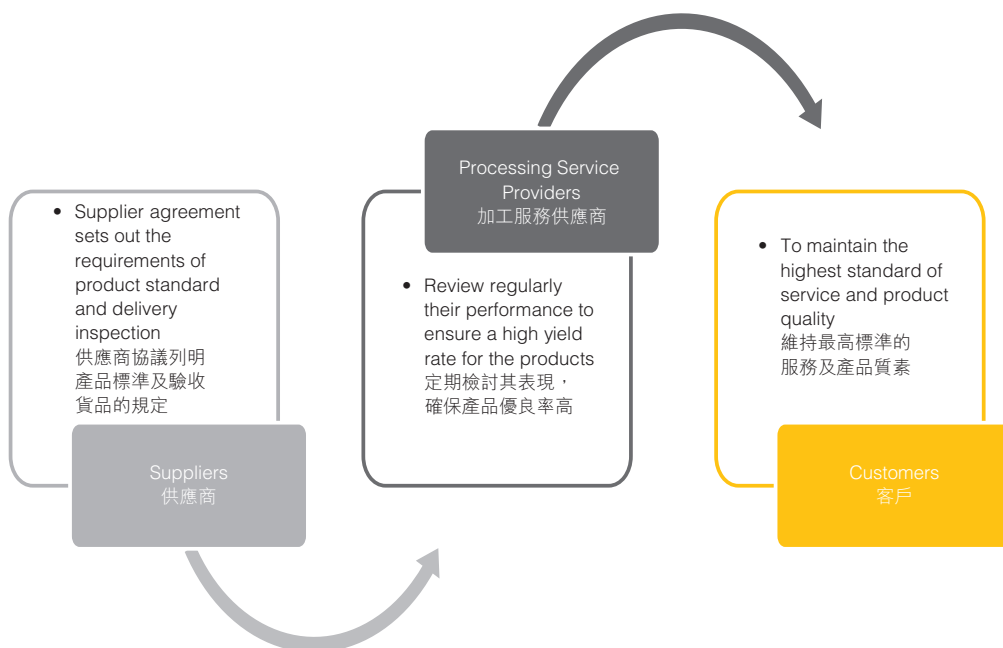 • Supplier agreement
sets out the
requirements of
product standard
and delivery
inspection
供應商協議列明
產品標準及驗收
貨品的規定
Suppliers
供應商
Processing Service
Providers
加工服務供應商
• Review regularly
their performance to
ensure a high yield
rate for the products
定期檢討其表現，
確保產品優良率高
• To maintain the
highest standard of
service and product
quality
維持最高標準的
服務及產品質素
Customers
客戶